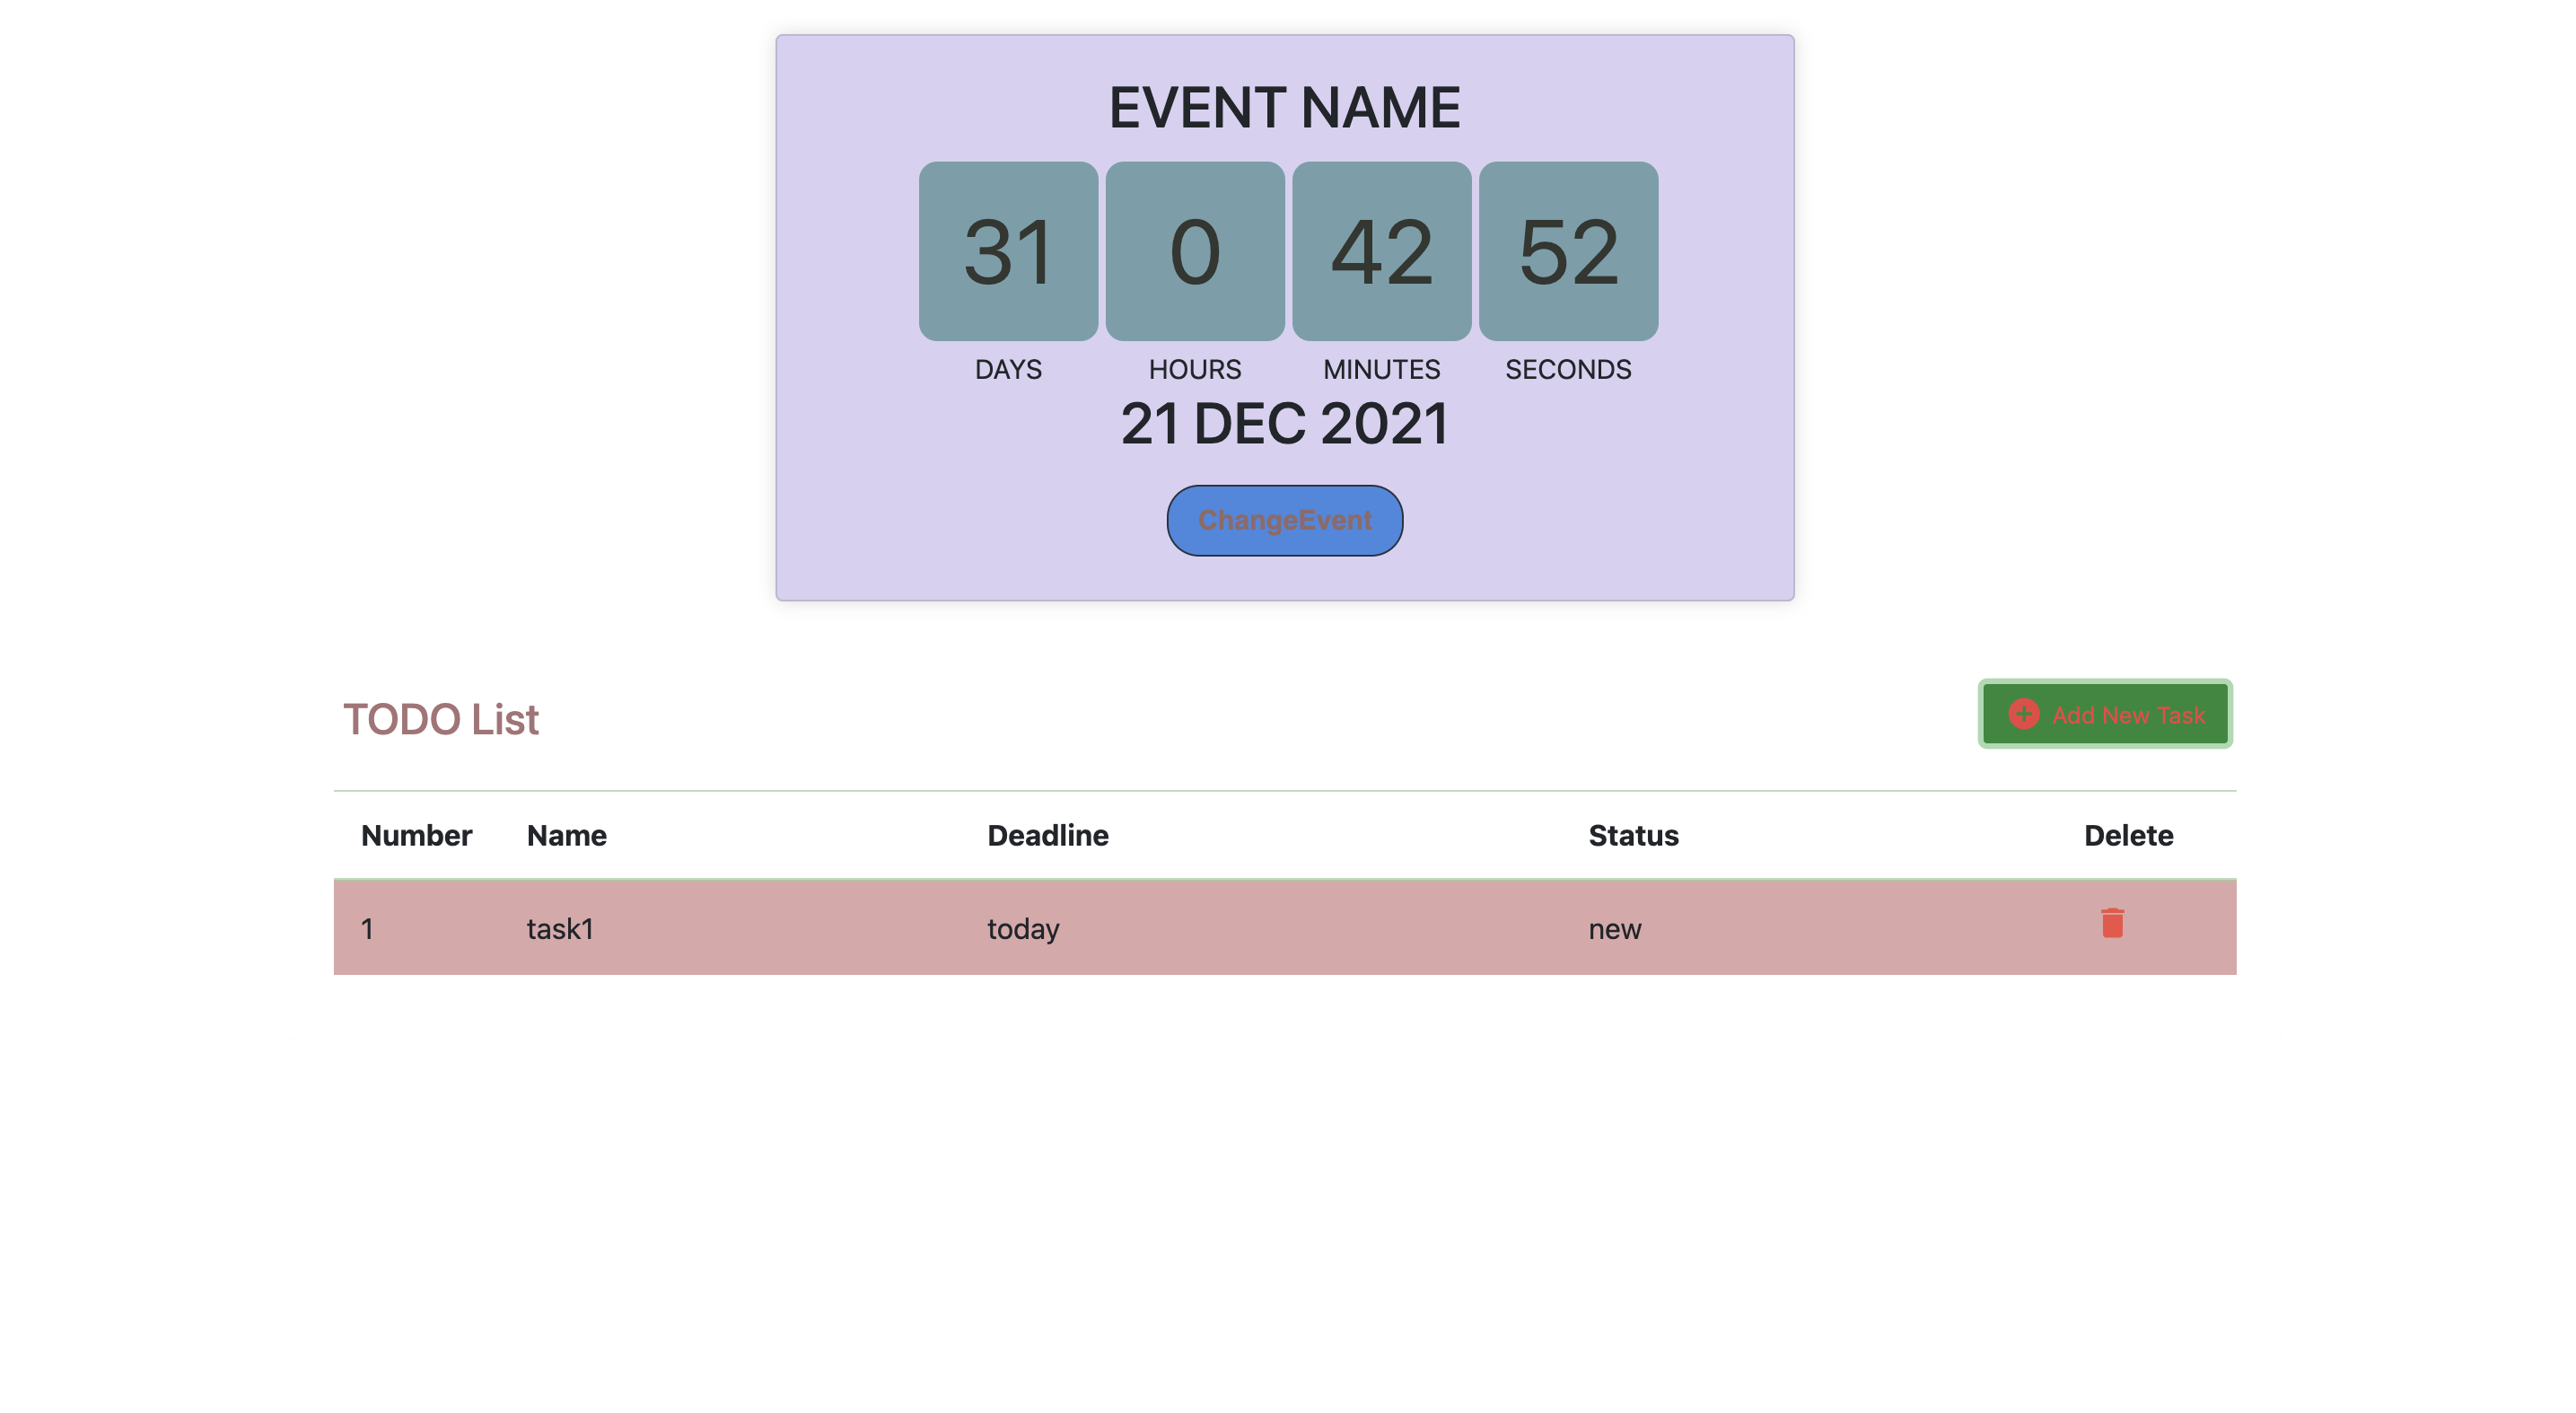 EVENT NAME
31 0 42 52
DAYS HOURS MINUTES SECONDS
21 DEC 2021
ChangeEvent
TODO List
Add New Task
Number Name Deadline Status Delete
1 task1 today new